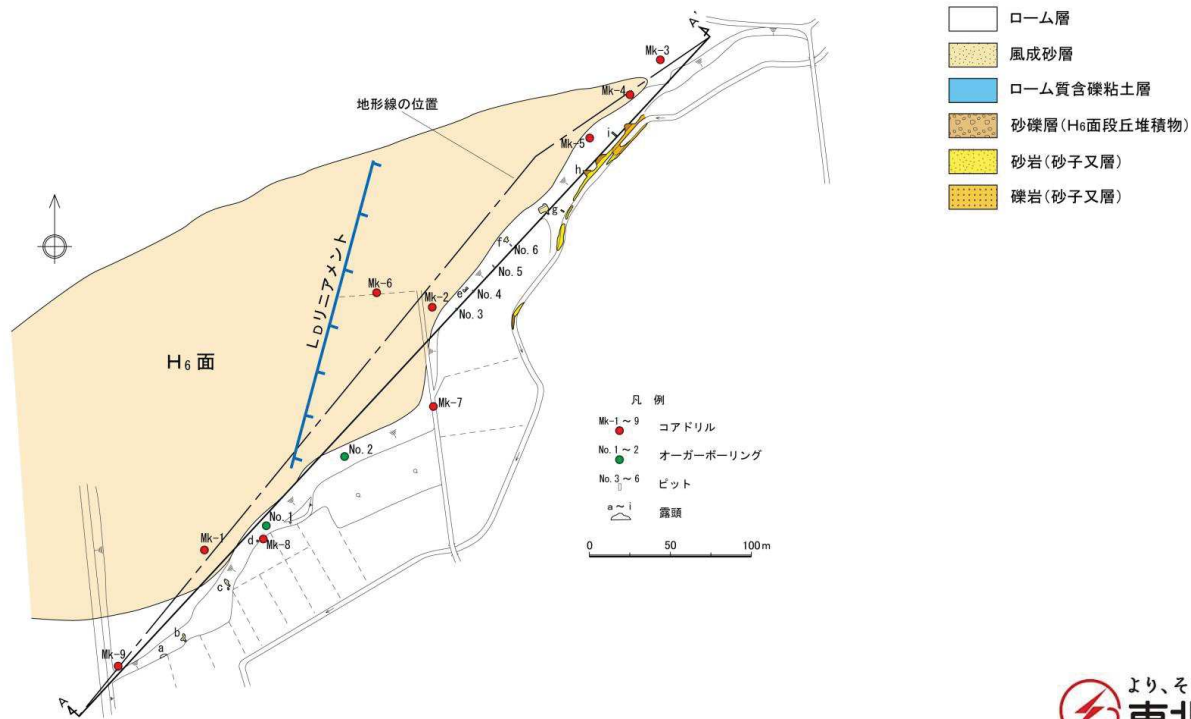 ローム層
風成砂層
ローム質含礫粘土層
砂礫層(H6面段丘堆積物)
砂岩(砂子又層)
礫岩(砂子又層)
A'
Mk-3
Mk-4
地形線の位置
Mk-5
i
h
g
f
No.6
No.5
LDリニアメント
Mk-6
Mk-2
e
No.4
No.3
H6面
Mk-7
No.2
No.1
Mk-1
d
Mk-8
c
b
a
Mk-9
A
凡 例
Mk-1～9
コアドリル
No.1～2
オーガーボーリング
No.3～6
ピット
a～i
露頭
0 50 100m
より、そ
東北